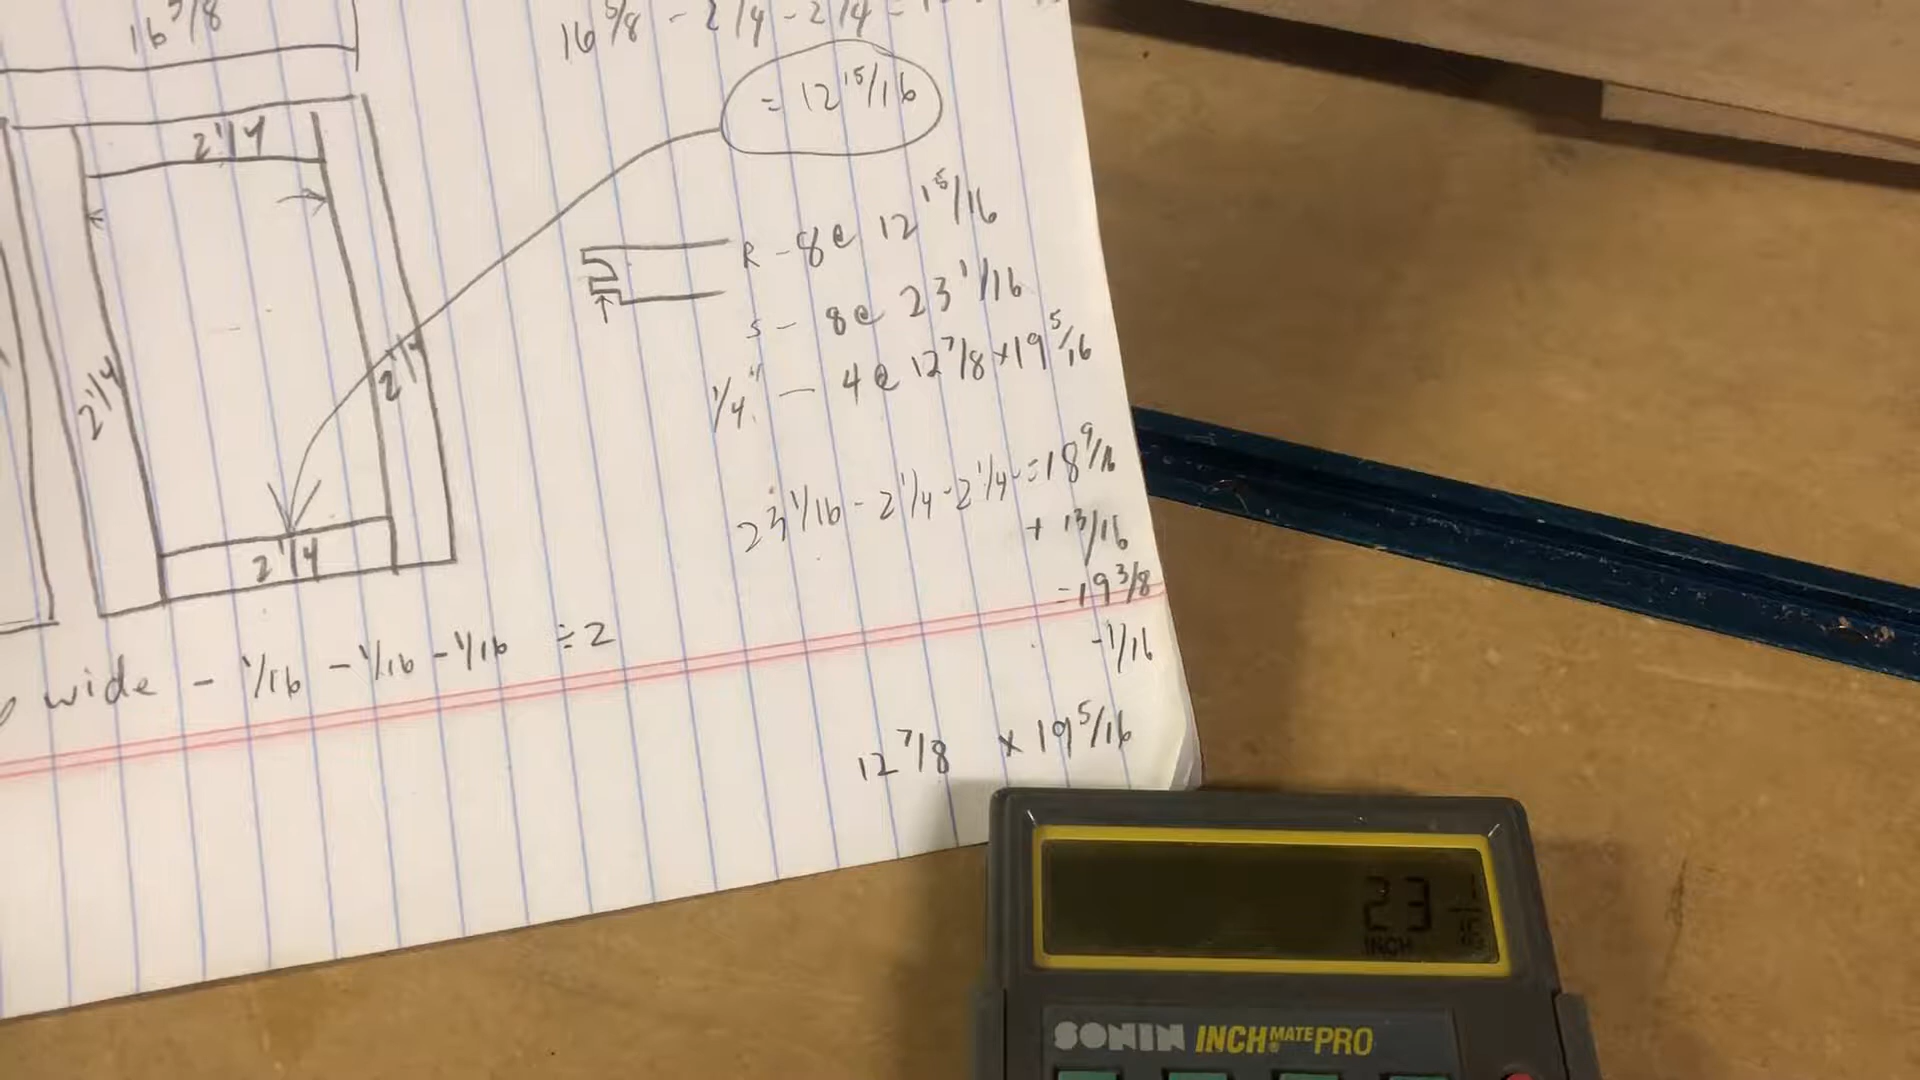 16 5/8
16 5/8 - 2 1/4 - 2 1/4 =
= 12 15/16
2 1/4
R - 8 @ 12 15/16
S - 8 @ 23 1/16
1/4" - 4 @ 12 7/8 x 19 5/16
2 1/4
2 1/4
23 1/16 - 2 1/4 - 2 1/4 = 18 9/16
+ 13/16
2 1/4
- 19 3/8
wide - 1/16 - 1/16 - 1/16 = 2
- 1/16
12 7/8 x 19 5/16
23 1/16
INCH
SONIN INCHMATE PRO